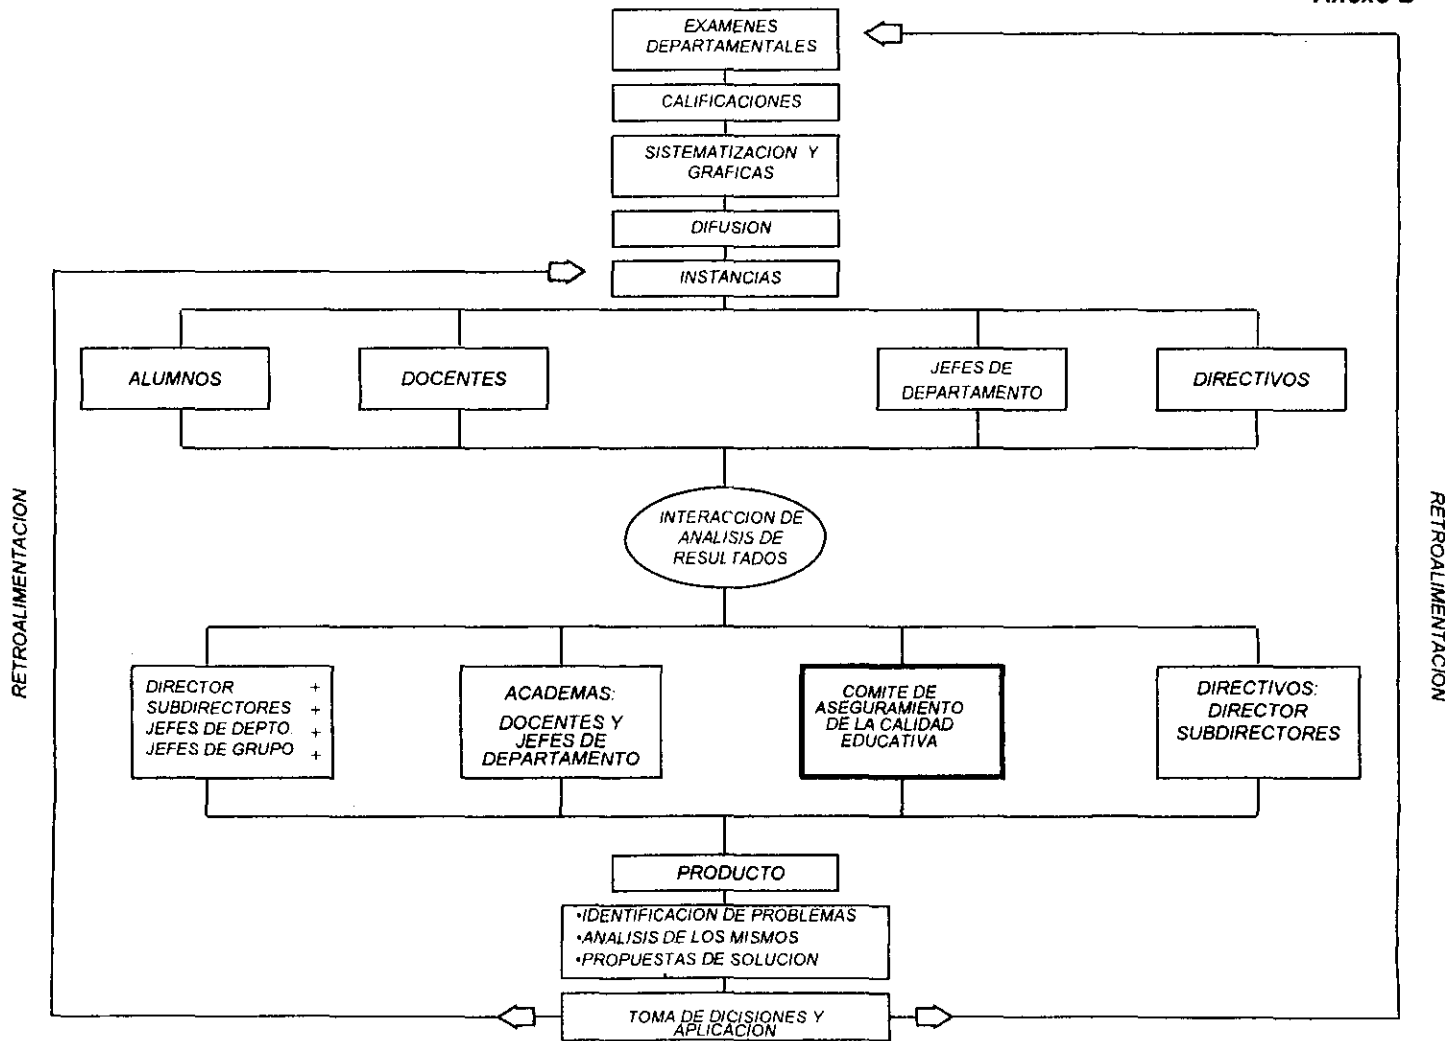 EXAMENES
DEPARTAMENTALES
CALIFICACIONES
SISTEMATIZACION Y
GRAFICAS
DIFUSION
INSTANCIAS
ALUMNOS
DOCENTES
JEFES DE
DEPARTAMENTO
DIRECTIVOS
RETROALIMENTACION
INTERACCION DE
ANALISIS DE
RESULTADOS
RETROALIMENTACION
DIRECTOR +
SUBDIRECTORES +
JEFES DE DEPTO. +
JEFES DE GRUPO +
ACADEMAS:
DOCENTES Y
JEFES DE
DEPARTAMENTO
COMITE DE
ASEGURAMIENTO
DE LA CALIDAD
EDUCATIVA
DIRECTIVOS:
DIRECTOR
SUBDIRECTORES
PRODUCTO
•IDENTIFICACION DE PROBLEMAS
•ANALISIS DE LOS MISMOS
•PROPUESTAS DE SOLUCION
TOMA DE DICISIONES Y
APLICACION